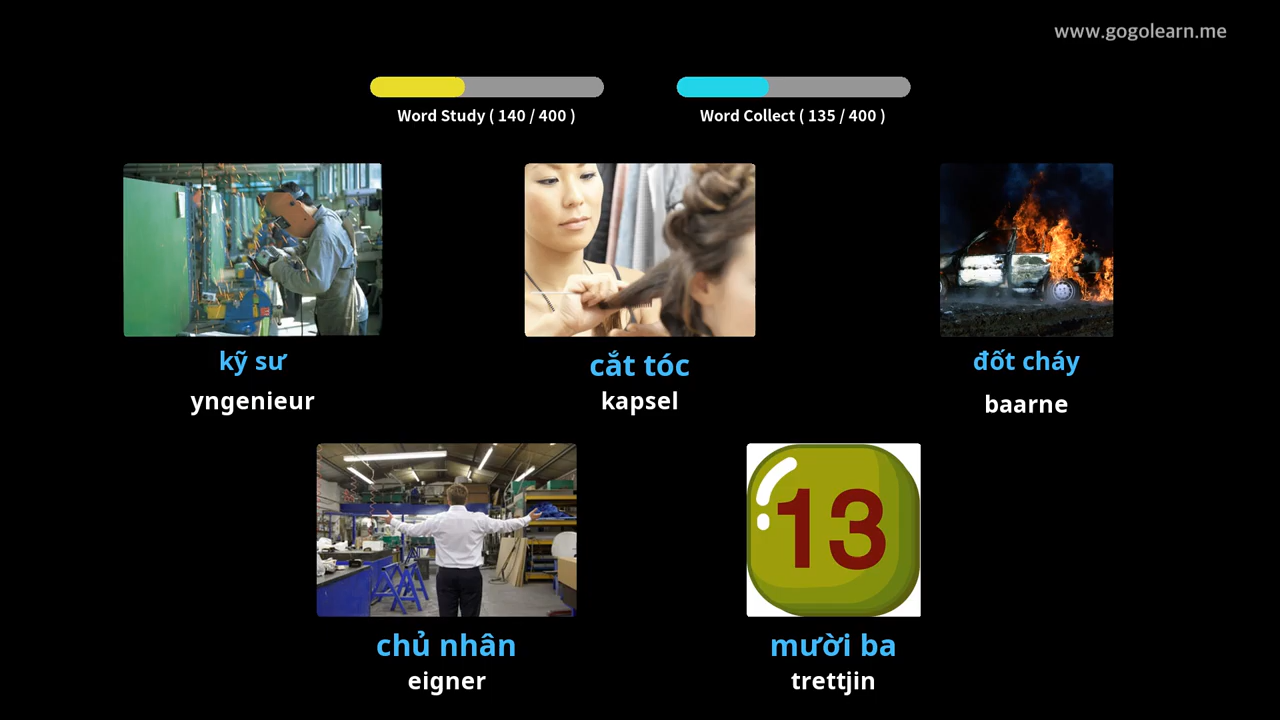 www.gogolearn.me
Word Study ( 140 / 400 )
Word Collect ( 135 / 400 )
kỹ sư
yngenieur
cắt tóc
kapsel
đốt cháy
baarne
13
chủ nhân
eigner
mười ba
trettjin